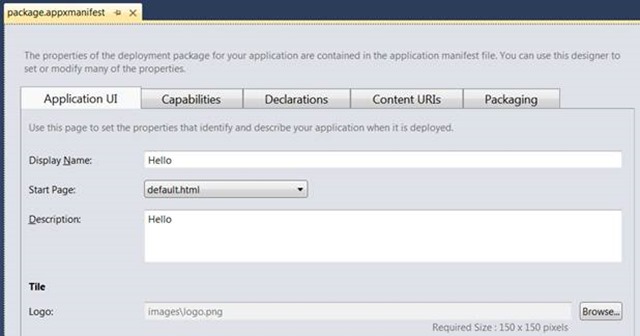 package.appxmanifest
The properties of the deployment package for your application are contained in the application manifest file. You can use this designer to
set or modify many of the properties.
Application UI Capabilities Declarations Content URIs Packaging
Use this page to set the properties that identify and describe your application when it is deployed.
Display Name: Hello
Start Page: default.html
Description: Hello
Tile
Logo: images\logo.png Browse...
Required Size : 150 x 150 pixels